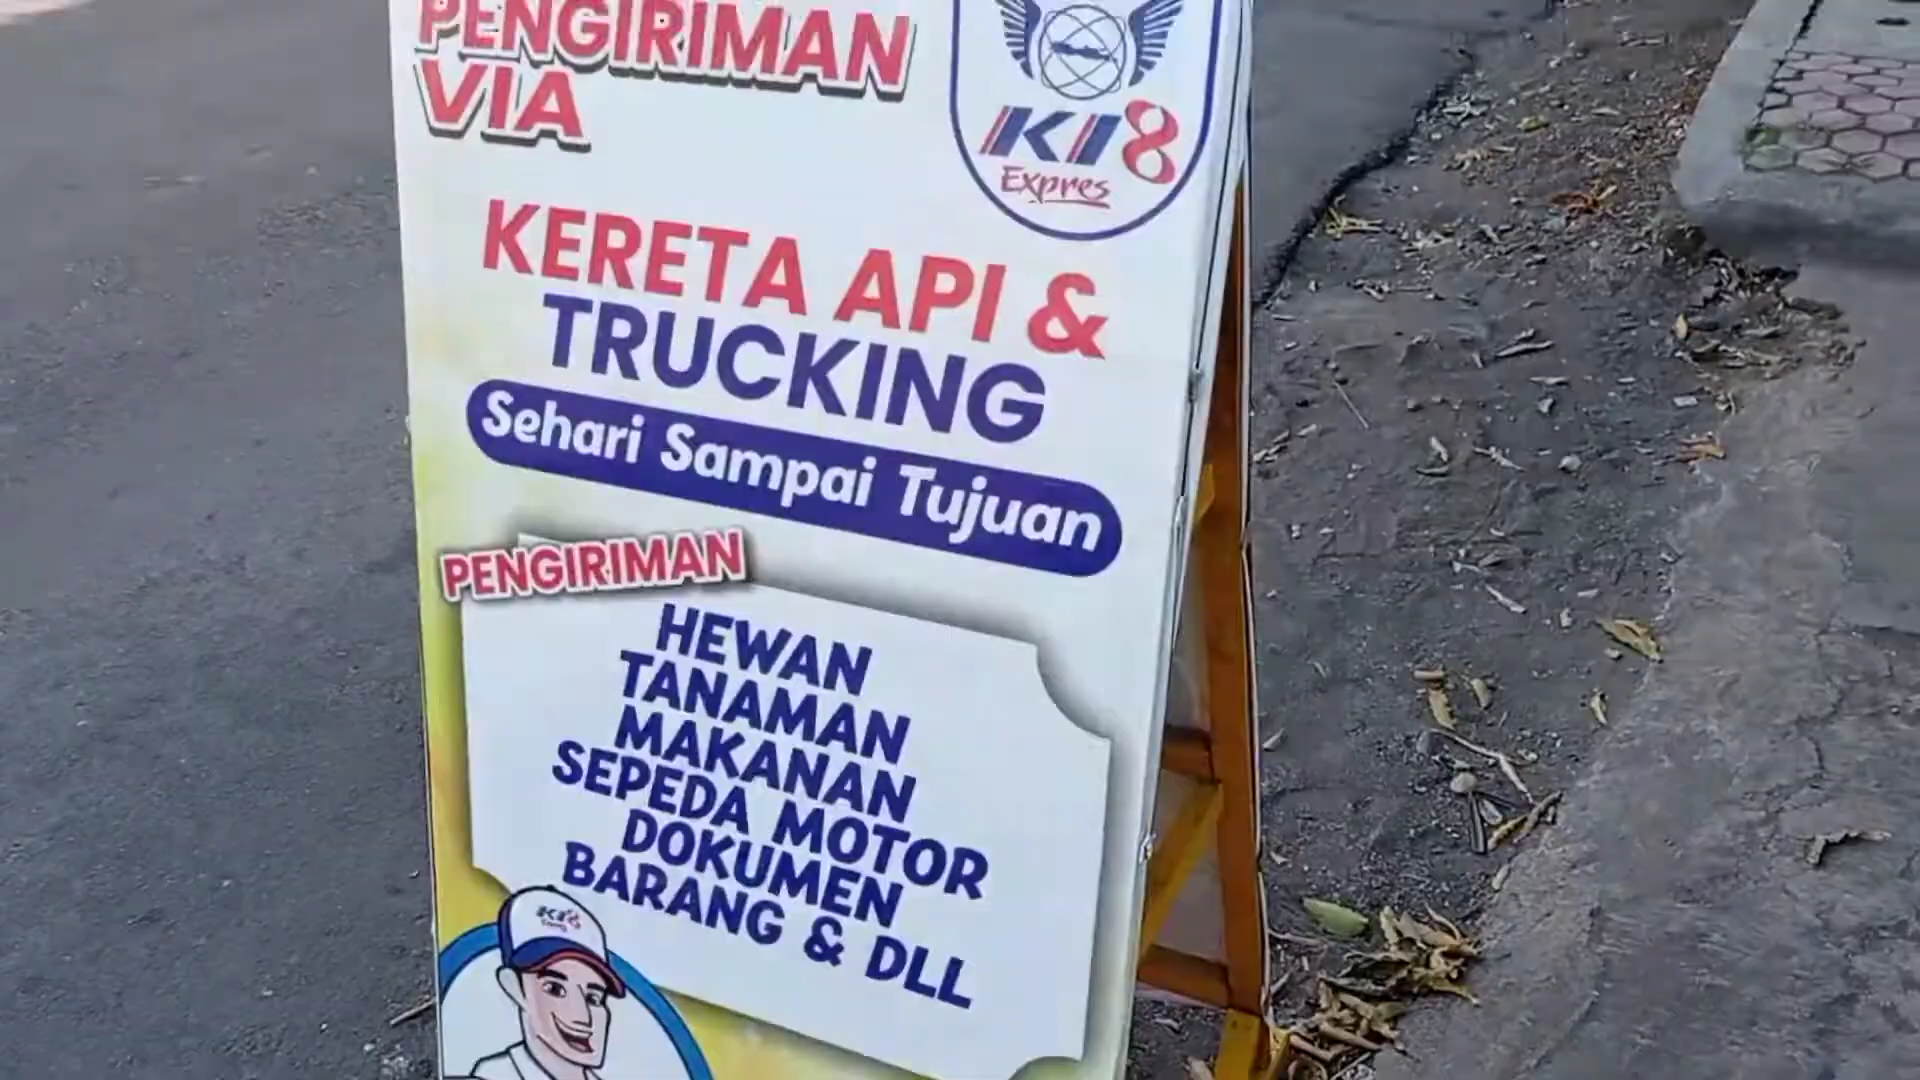 PENGIRIMAN
VIA
KI8
Expres
KERETA API &
TRUCKING
Sehari Sampai Tujuan
PENGIRIMAN
HEWAN
TANAMAN
MAKANAN
SEPEDA MOTOR
DOKUMEN
BARANG & DLL
KI8